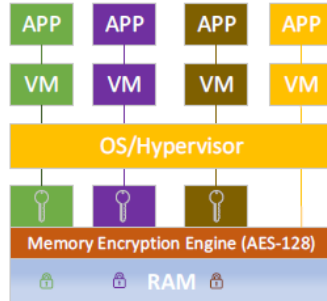 APP APP APP APP
VM VM VM VM
OS/Hypervisor
Memory Encryption Engine (AES-128)
RAM